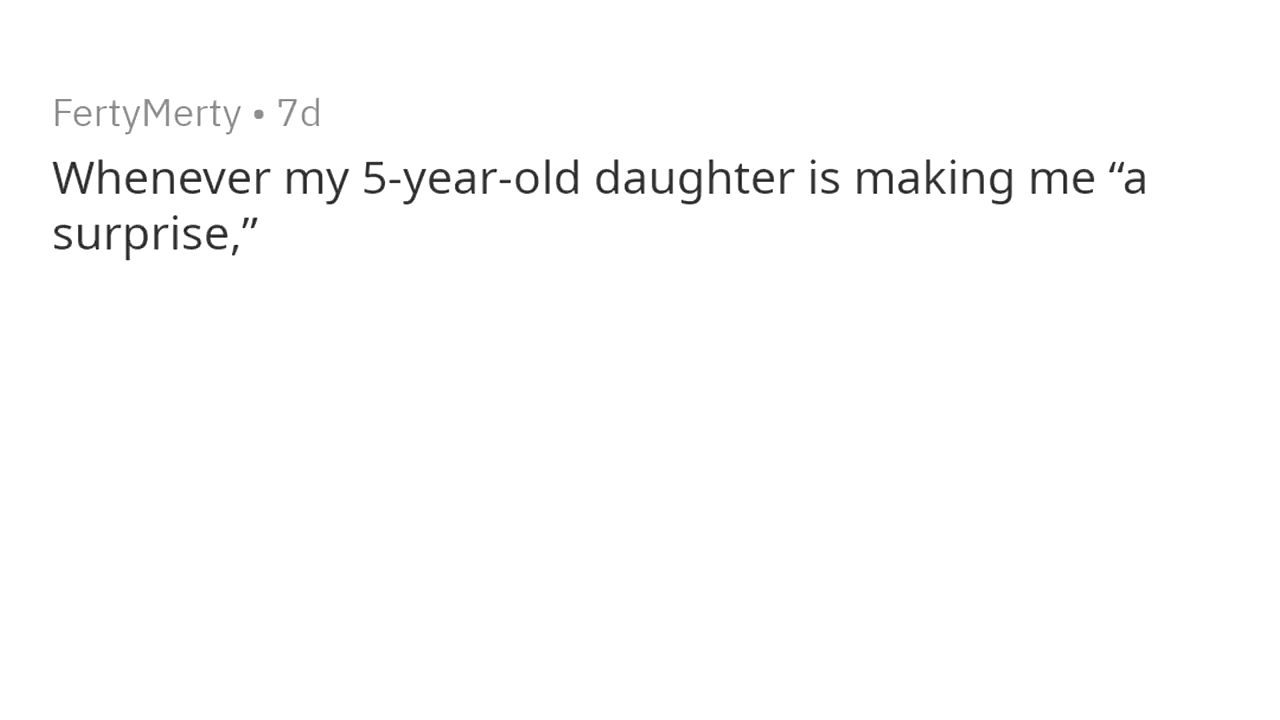 FertyMerty • 7d
Whenever my 5-year-old daughter is making me “a
surprise,”